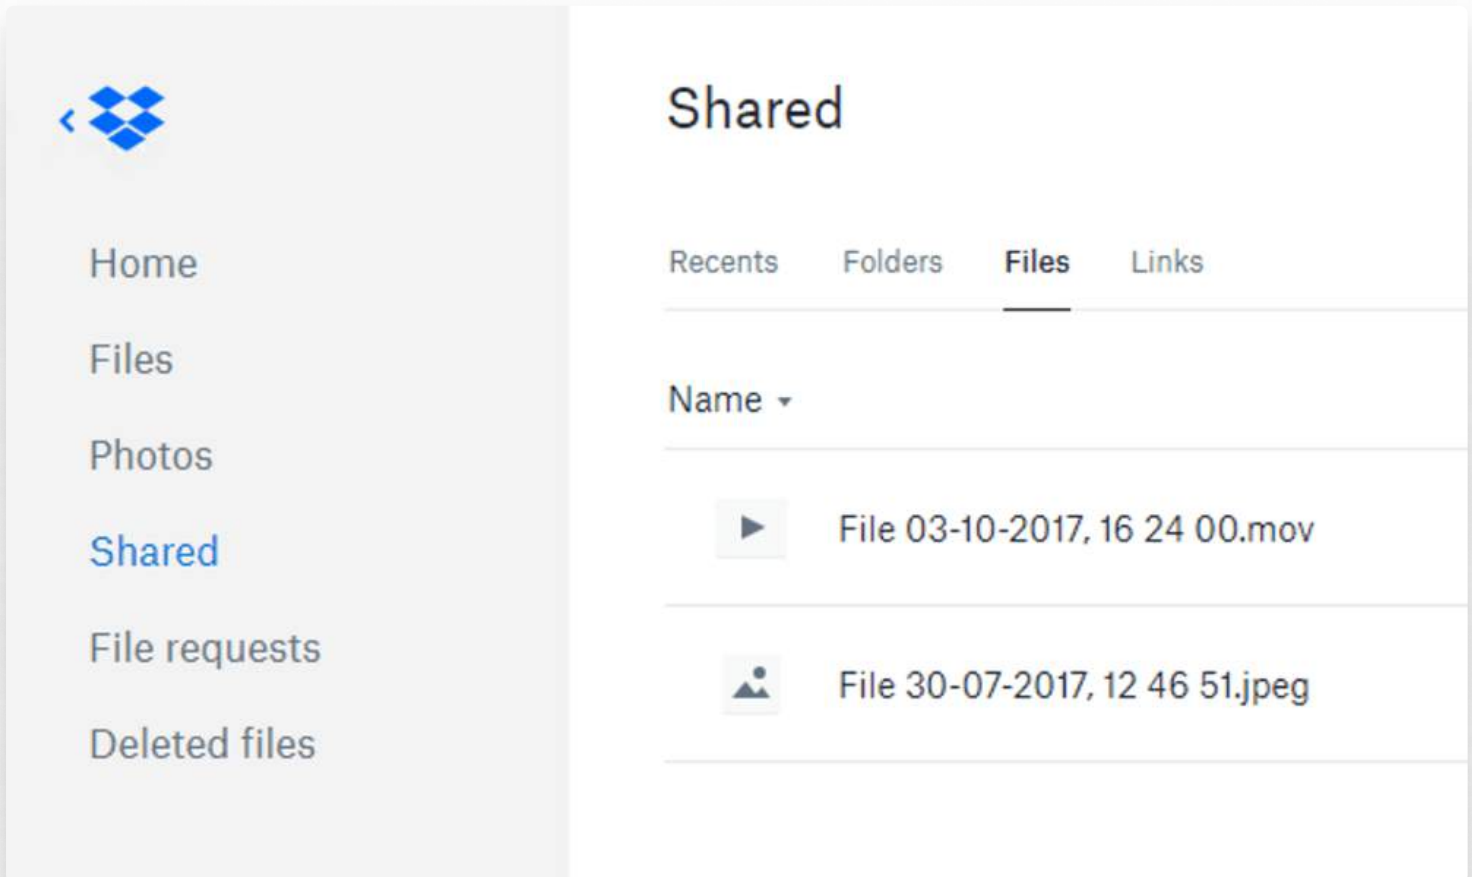 Home
Files
Photos
Shared
File requests
Deleted files
Shared
Recents Folders Files Links
Name
File 03-10-2017, 16 24 00.mov
File 30-07-2017, 12 46 51.jpeg